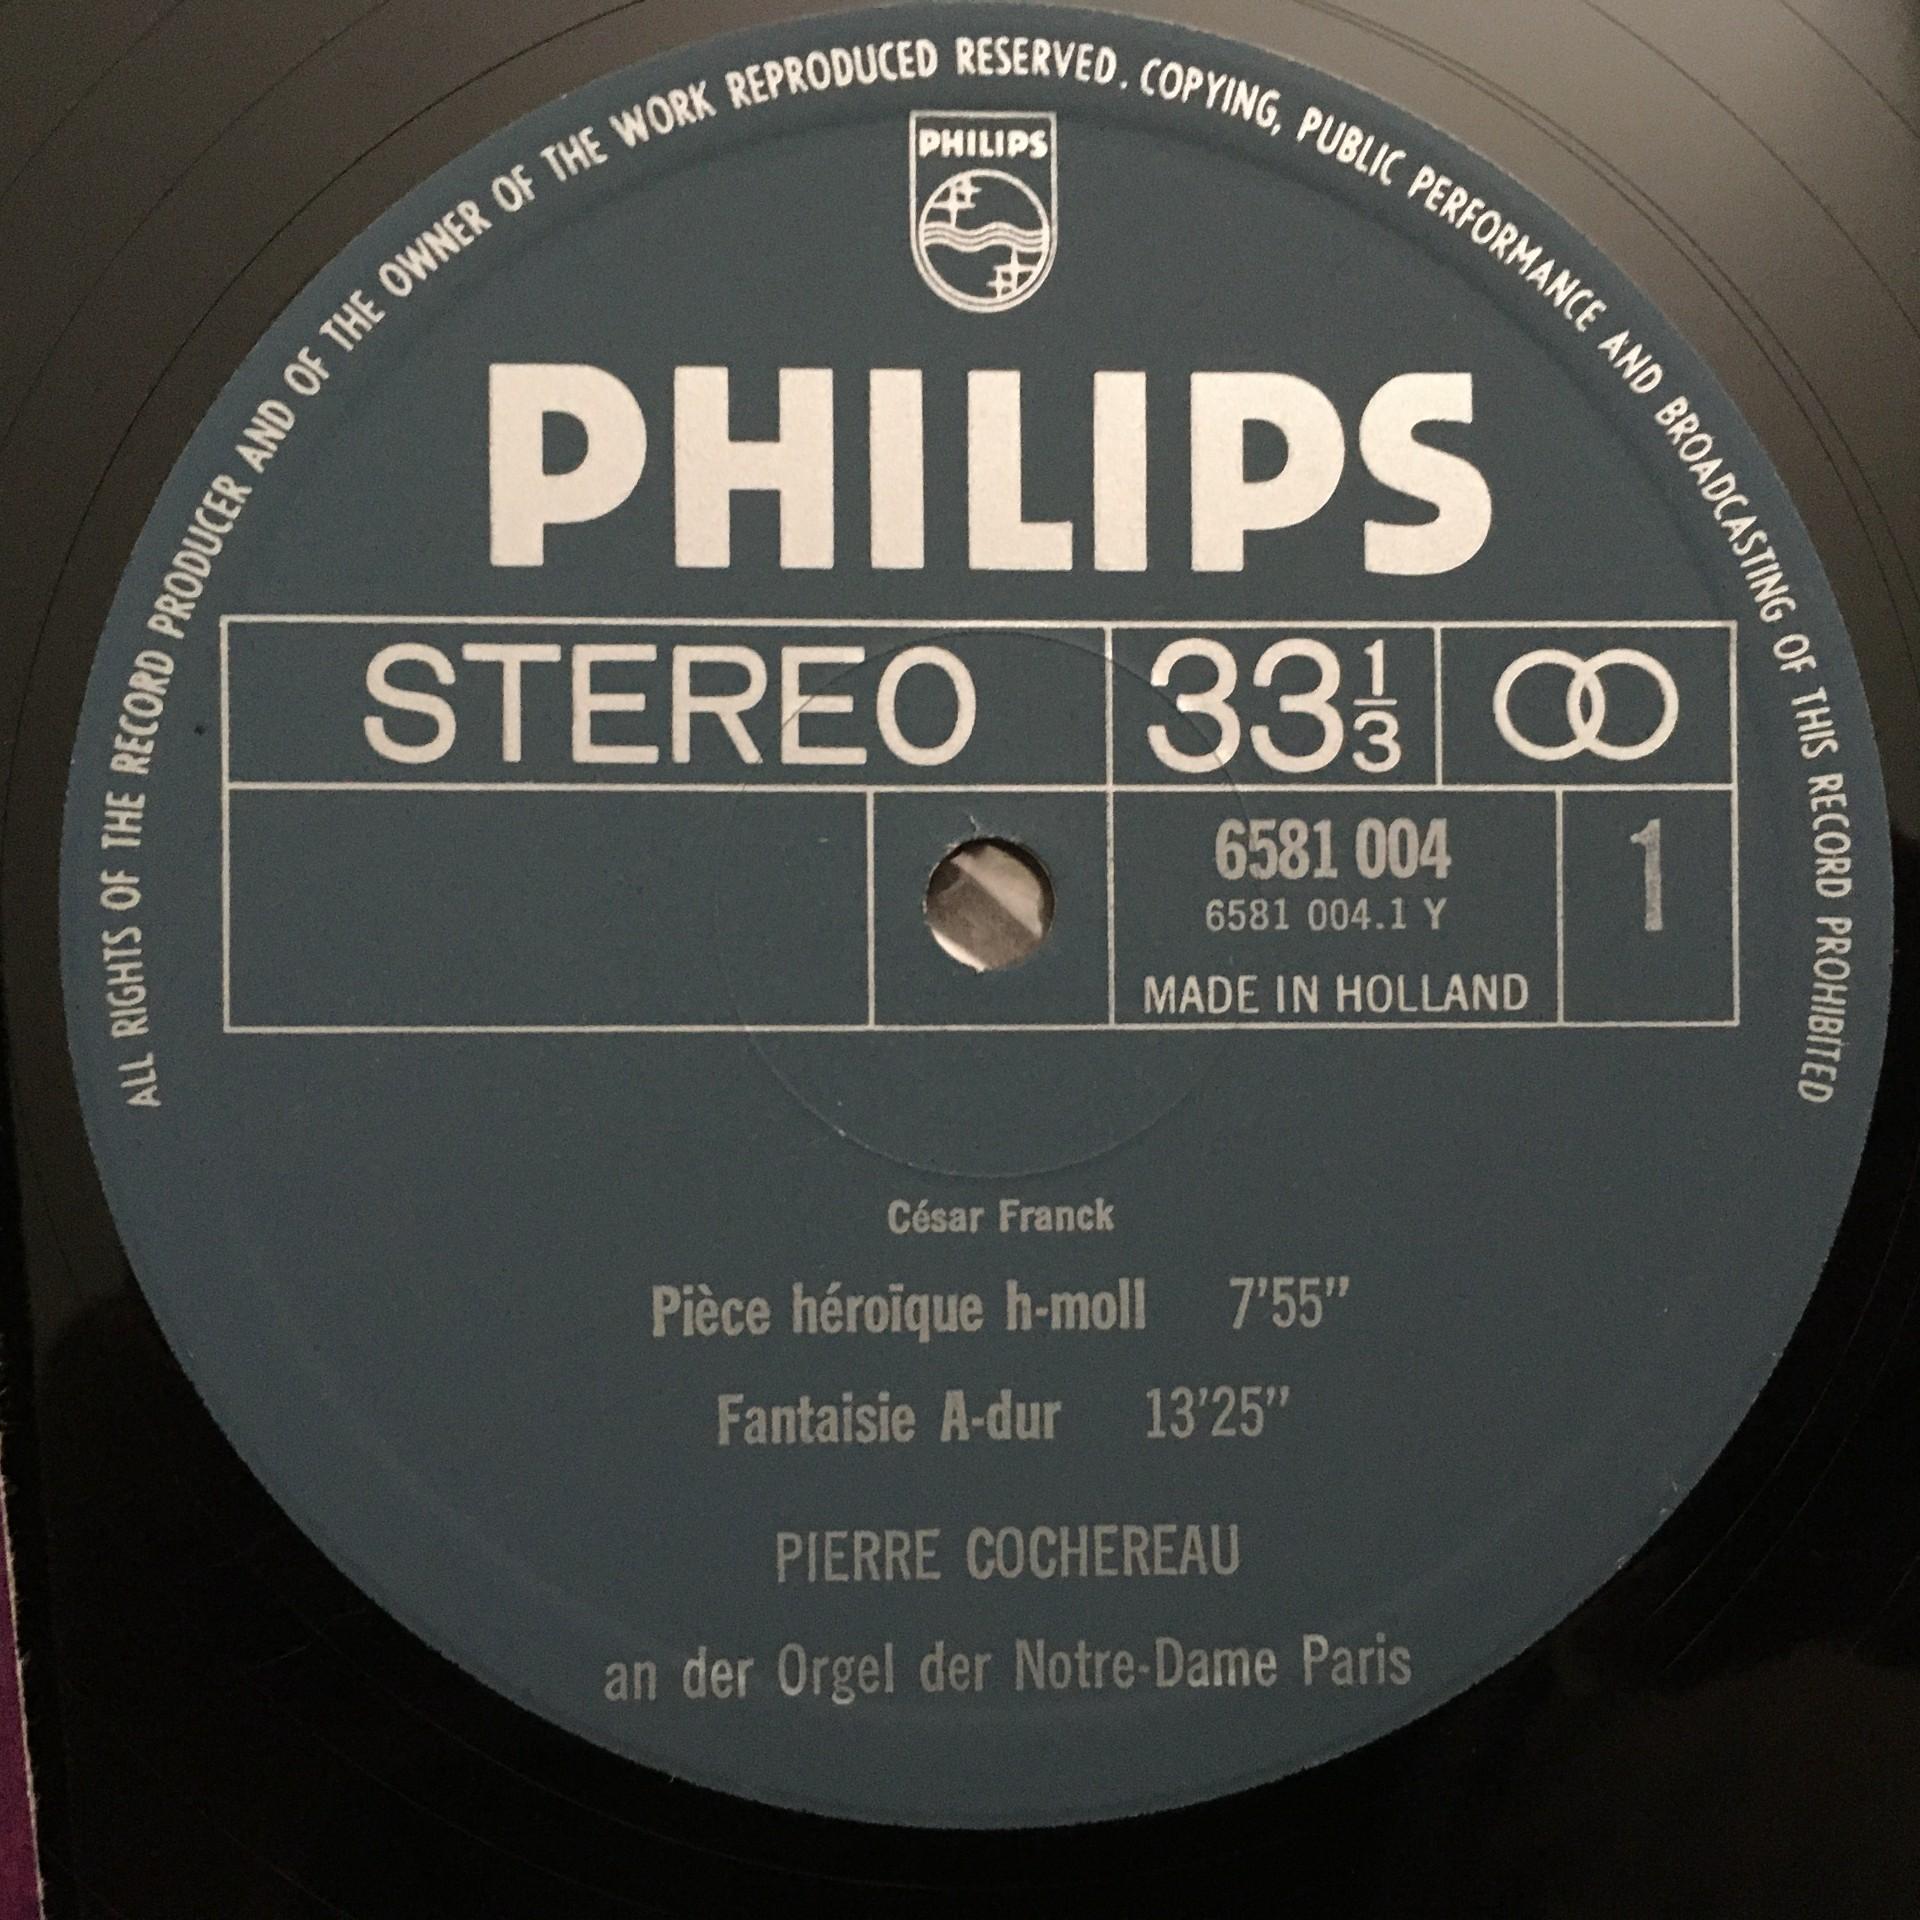 ALL RIGHTS OF THE RECORD PRODUCER AND OF THE OWNER OF THE WORK REPRODUCED RESERVED. COPYING, PUBLIC PERFORMANCE AND BROADCASTING OF THIS RECORD PROHIBITED
PHILIPS
PHILIPS
STEREO 33 1/3
6581 004 1
6581 004.1 Y
MADE IN HOLLAND
César Franck
Pièce héroïque h-moll 7'55"
Fantaisie A-dur 13'25"
PIERRE COCHEREAU
an der Orgel der Notre-Dame Paris